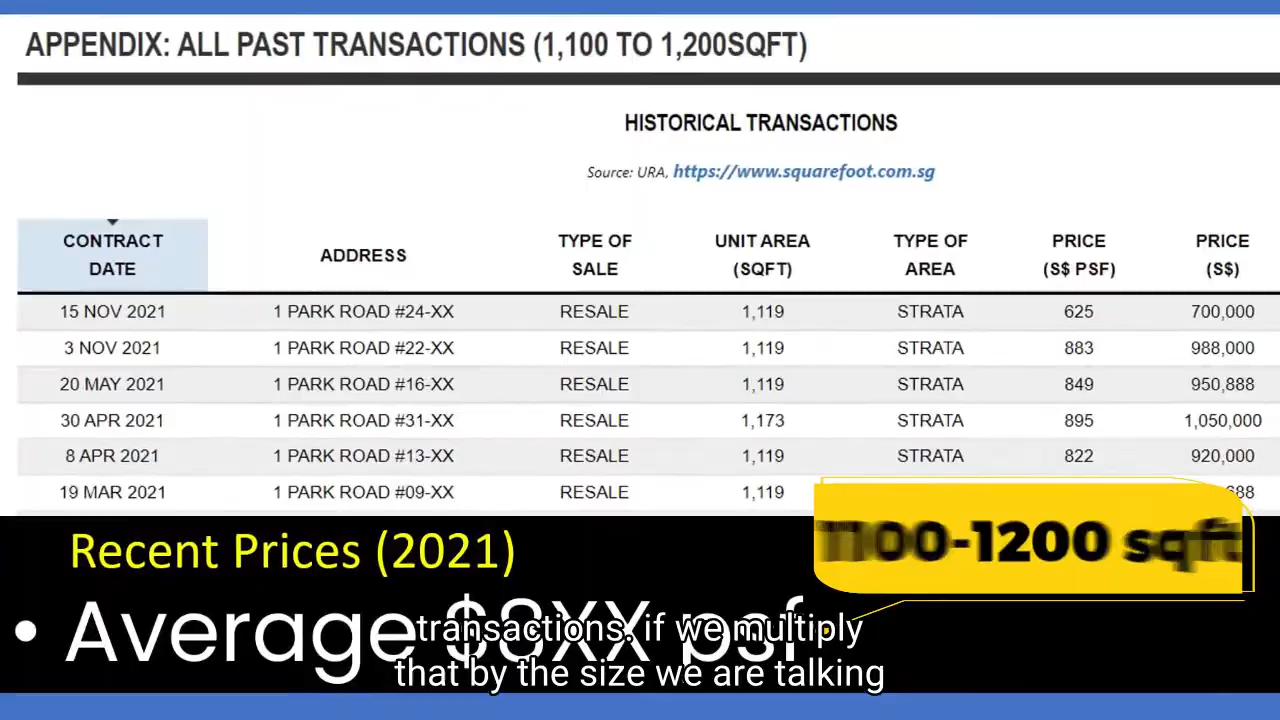 APPENDIX: ALL PAST TRANSACTIONS (1,100 TO 1,200SQFT)
HISTORICAL TRANSACTIONS
Source: URA, https://www.squarefoot.com.sg
CONTRACT DATE ADDRESS TYPE OF SALE UNIT AREA (SQFT) TYPE OF AREA PRICE (S$ PSF) PRICE (S$)
15 NOV 2021 1 PARK ROAD #24-XX RESALE 1,119 STRATA 625 700,000
3 NOV 2021 1 PARK ROAD #22-XX RESALE 1,119 STRATA 883 988,000
20 MAY 2021 1 PARK ROAD #16-XX RESALE 1,119 STRATA 849 950,888
30 APR 2021 1 PARK ROAD #31-XX RESALE 1,173 STRATA 895 1,050,000
8 APR 2021 1 PARK ROAD #13-XX RESALE 1,119 STRATA 822 920,000
19 MAR 2021 1 PARK ROAD #09-XX RESALE 1,119
1100-1200 sqft
Recent Prices (2021)
• Average $8XX psf
transactions. if we multiply
that by the size we are talking